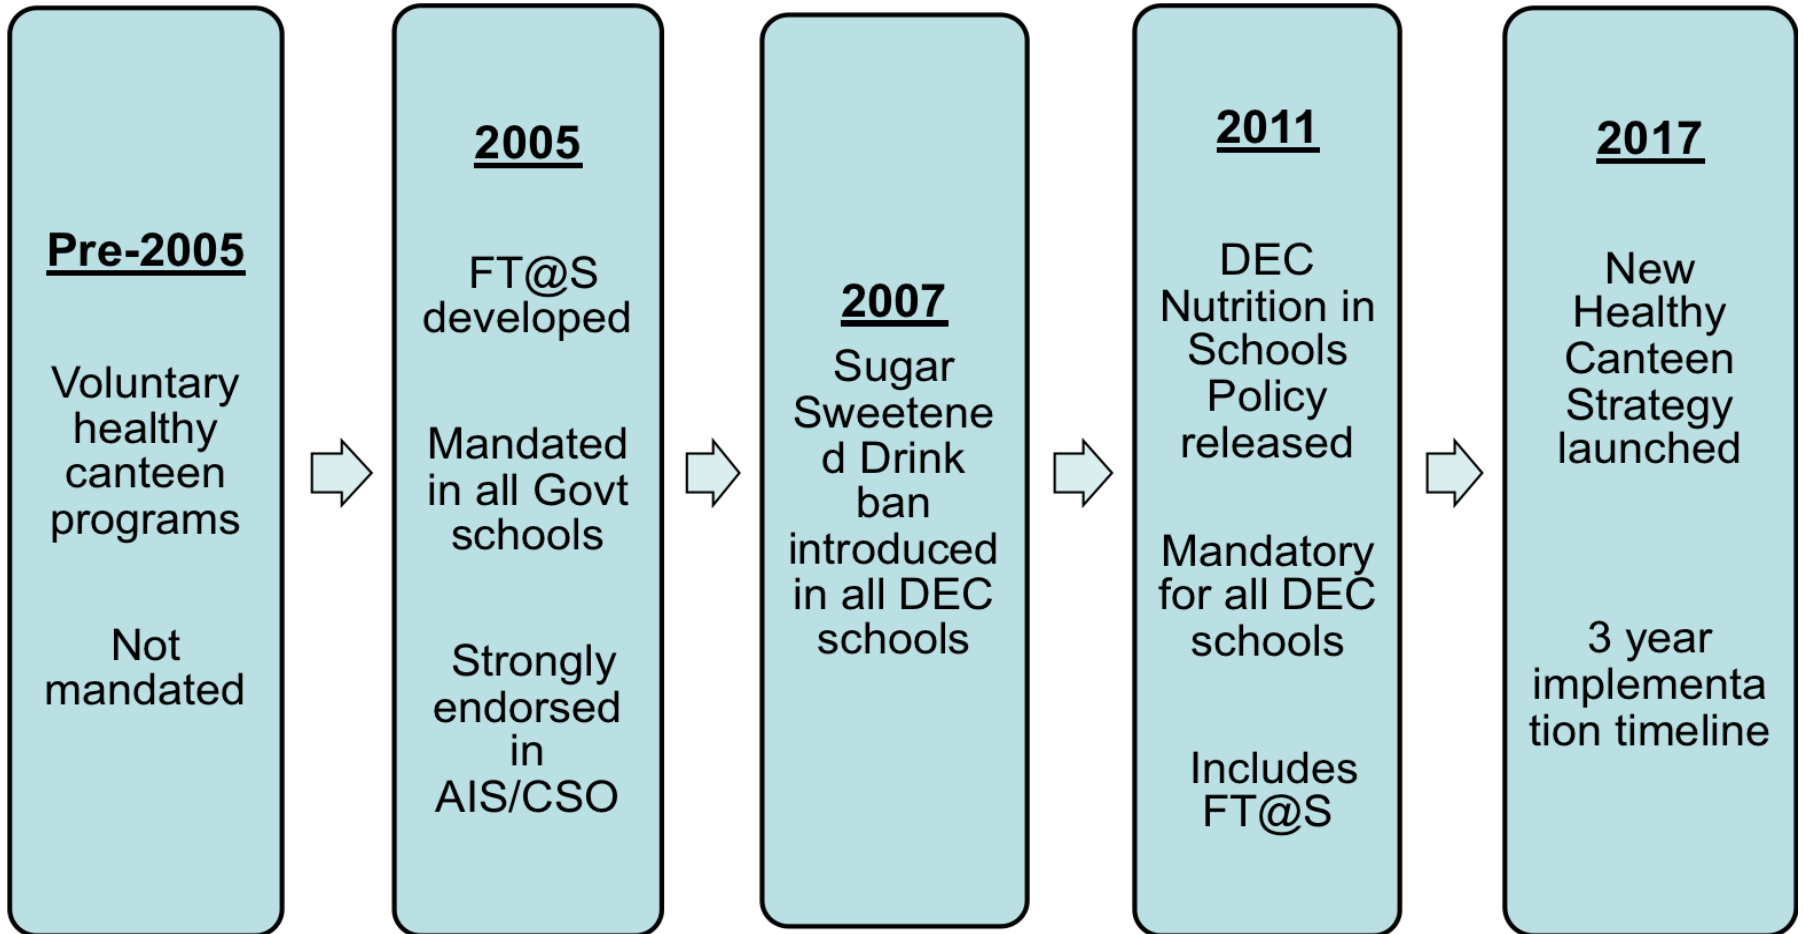 Pre-2005
Voluntary
healthy
canteen
programs
Not
mandated
2005
FT@S
developed
Mandated
in all Govt
schools
Strongly
endorsed
in
AIS/CSO
2007
Sugar
Sweetene
d Drink
ban
introduced
in all DEC
schools
2011
DEC
Nutrition in
Schools
Policy
released
Mandatory
for all DEC
schools
Includes
FT@S
2017
New
Healthy
Canteen
Strategy
launched
3 year
implementa
tion timeline